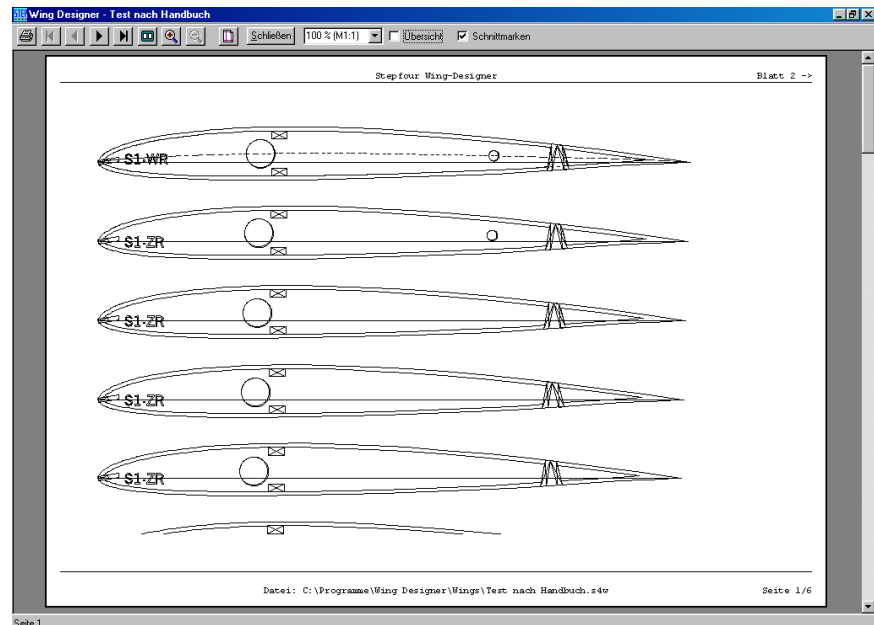 Wing Designer - Test nach Handbuch
Schließen 100 % (M1:1) Übersicht Schnittmarken
Stepfour Wing-Designer Blatt 2 ->
S1-WR
S1-ZR
S1-ZR
S1-ZR
S1-ZR
Datei: C:\Programme\Wing Designer\Wings\Test nach Handbuch.s4w Seite 1/6
Seite 1